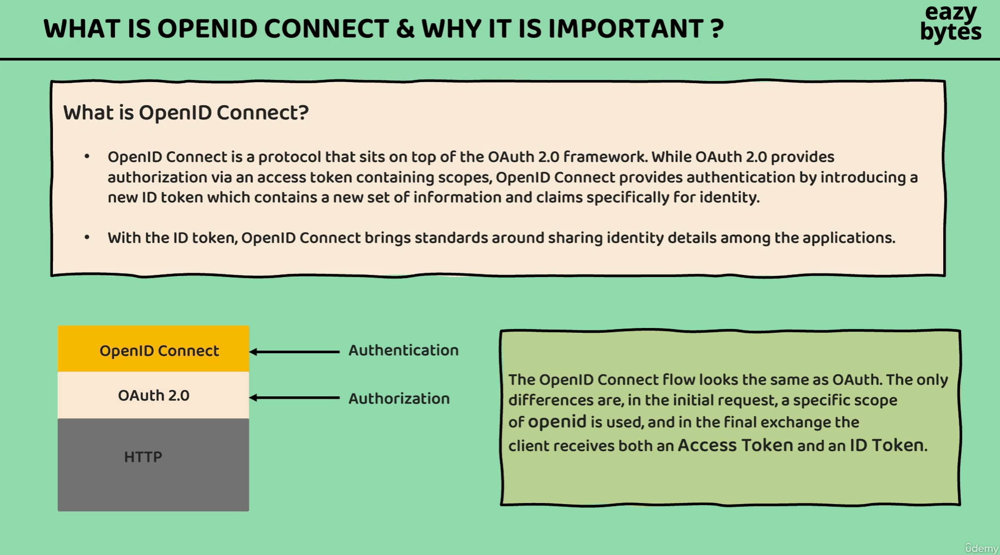 WHAT IS OPENID CONNECT & WHY IT IS IMPORTANT ?
eazy
bytes
What is OpenID Connect?
• OpenID Connect is a protocol that sits on top of the OAuth 2.0 framework. While OAuth 2.0 provides
authorization via an access token containing scopes, OpenID Connect provides authentication by introducing a
new ID token which contains a new set of information and claims specifically for identity.
• With the ID token, OpenID Connect brings standards around sharing identity details among the applications.
OpenID Connect
Authentication
OAuth 2.0
Authorization
HTTP
The OpenID Connect flow looks the same as OAuth. The only
differences are, in the initial request, a specific scope
of openid is used, and in the final exchange the
client receives both an Access Token and an ID Token.
ûdemy